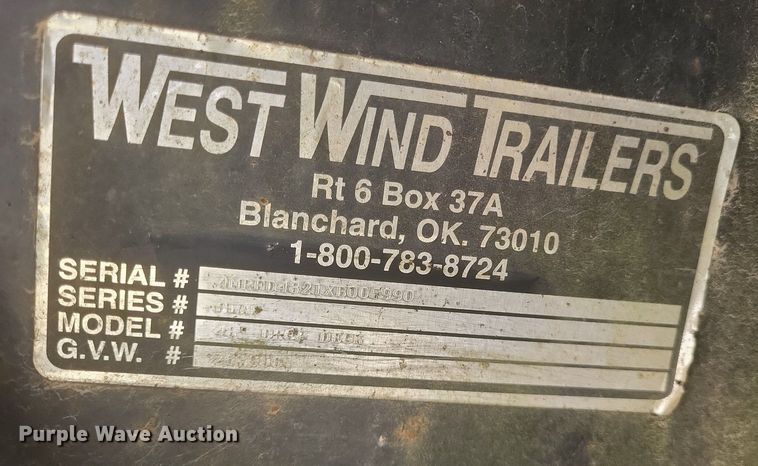 WEST WIND TRAILERS
Rt 6 Box 37A
Blanchard, OK. 73010
1-800-783-8724
SERIAL #
SERIES #
MODEL #
G.V.W. #
Purple Wave Auction